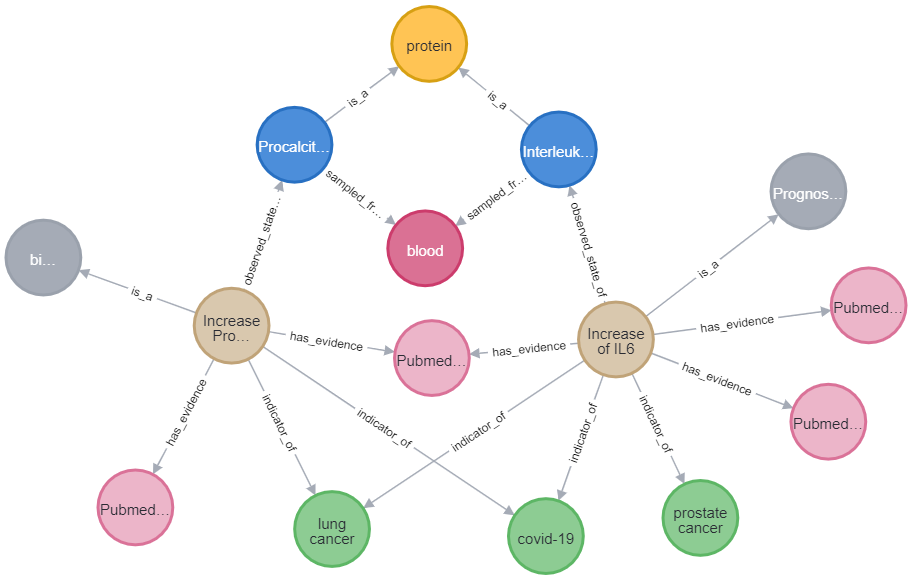 protein
is_a
is_a
Procalcit...
Interleuk...
sampled_fr...
sampled_fr...
Prognos...
observed_state...
observed_state_of
blood
bi...
is_a
is_a
Increase
Pro...
has_evidence
Pubmed...
has_evidence
Increase
of IL6
has_evidence
Pubmed...
has_evidence
Pubmed...
has_evidence
indicator_of
indicator_of
indicator_of
indicator_of
indicator_of
Pubmed...
lung
cancer
covid-19
prostate
cancer